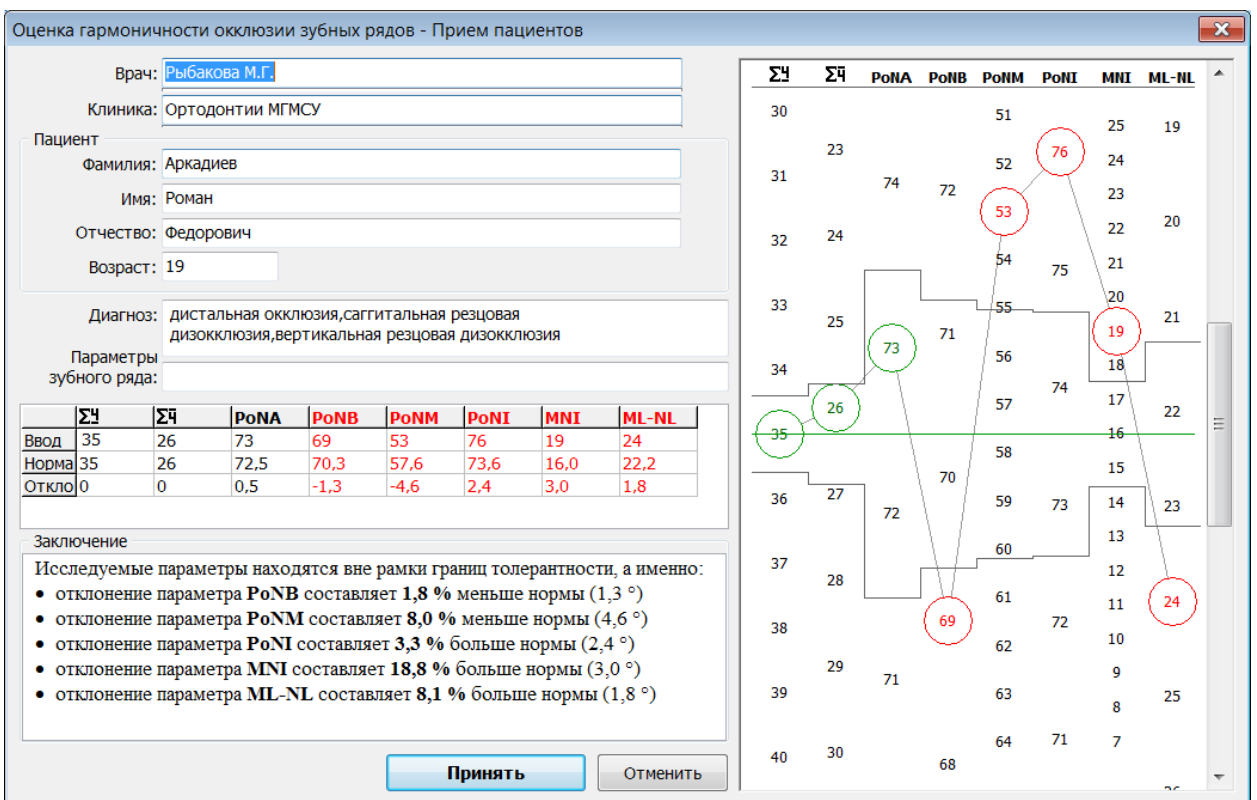 Оценка гармоничности окклюзии зубных рядов - Прием пациентов
Врач: Рыбакова М.Г.
Клиника: Ортодонтии МГМСУ
Пациент
Фамилия: Аркадиев
Имя: Роман
Отчество: Федорович
Возраст: 19
Диагноз: дистальная окклюзия,саггитальная резцовая
дизокклюзия,вертикальная резцовая дизокклюзия
Параметры
зубного ряда:
PoNA PoNB PoNM PoNI MNI ML-NL
Ввод 35 26 73 69 53 76 19 24
Норма 35 26 72,5 70,3 57,6 73,6 16,0 22,2
Откло 0 0 0,5 -1,3 -4,6 2,4 3,0 1,8
Заключение
Исследуемые параметры находятся вне рамки границ толерантности, а именно:
• отклонение параметра PoNB составляет 1,8 % меньше нормы (1,3 °)
• отклонение параметра PoNM составляет 8,0 % меньше нормы (4,6 °)
• отклонение параметра PoNI составляет 3,3 % больше нормы (2,4 °)
• отклонение параметра MNI составляет 18,8 % больше нормы (3,0 °)
• отклонение параметра ML-NL составляет 8,1 % больше нормы (1,8 °)
Принять Отменить
PoNA PoNB PoNM PoNI MNI ML-NL
30 51
25 19
23 76
52 24
31 74 72
23
53
22 20
32 24
54 75 21
20
33 55
25 71 19 21
73 56
34 18
74
26 57 17 22
35 16
58
15
70
36 27 59 73 14 23
72
13
60
37 12
28
61 11 24
38 69 72
62 10
29 71 9
39 63 25
8
64 71 7
40 30 68